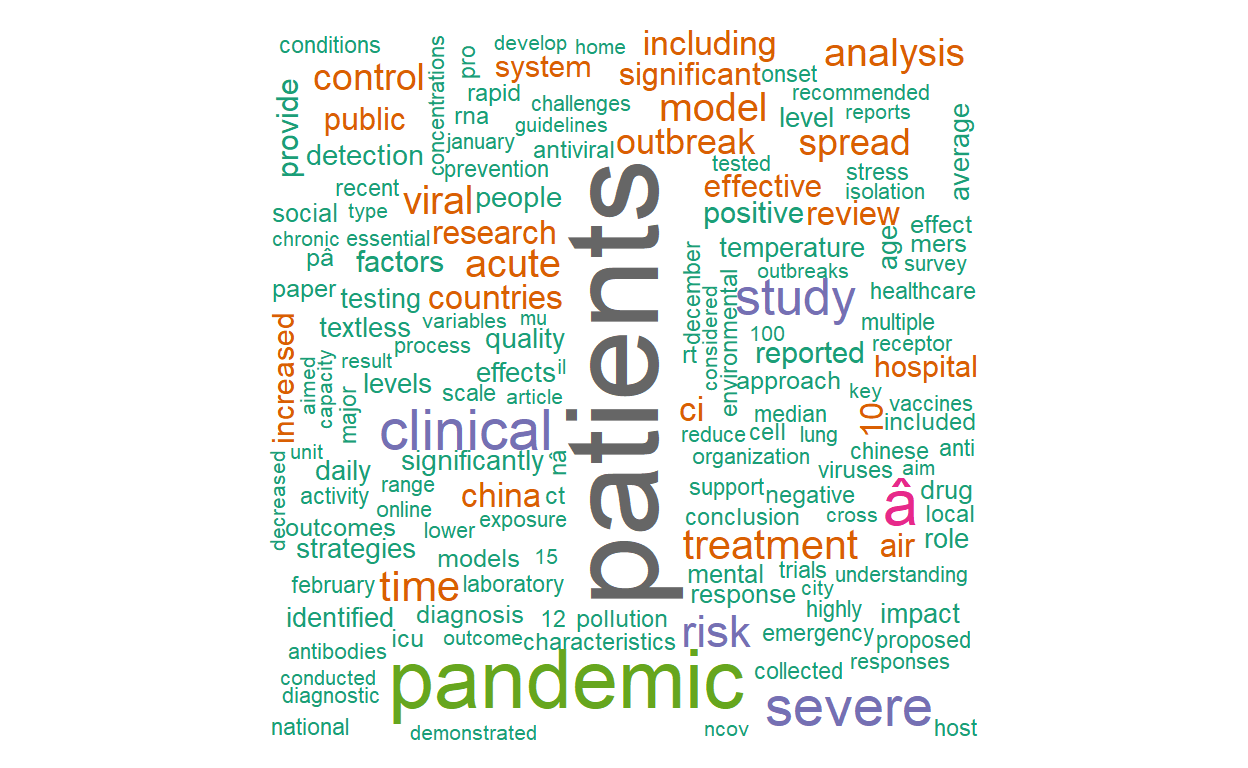 conditions
concentrations
pro
develop
home
including
analysis
control
system
significant
onset
provide
rapid
challenges
model
recommended
public
rna
guidelines
level
reports
detection
january
antiviral
outbreak
spread
average
prevention
tested
stress
recent
viral
people
patients
effective
isolation
social
type
positive
review
chronic
essential
research
temperature
age
effect
mers
pâ
factors
acute
december
outbreaks
survey
paper
testing
countries
considered
environmental
study
healthcare
increased
textless
variables
mu
100
multiple
process
quality
rt
reported
receptor
aimed
capacity
result
effects
il
approach
hospital
major
levels
scale
article
key
ci
median
10
vaccines
clinical
reduce
cell
lung
included
decreased
unit
significantly
nâ
organization
chinese
anti
daily
range
viruses
aim
activity
online
china
ct
support
negative
â
drug
outcomes
lower
exposure
conclusion
cross
local
strategies
models
15
treatment
air
role
february
time
laboratory
mental
trials
understanding
response
city
identified
diagnosis
12
pollution
highly
impact
icu
outcome
characteristics
risk
emergency
proposed
antibodies
pandemic
collected
responses
conducted
diagnostic
severe
national
demonstrated
ncov
host